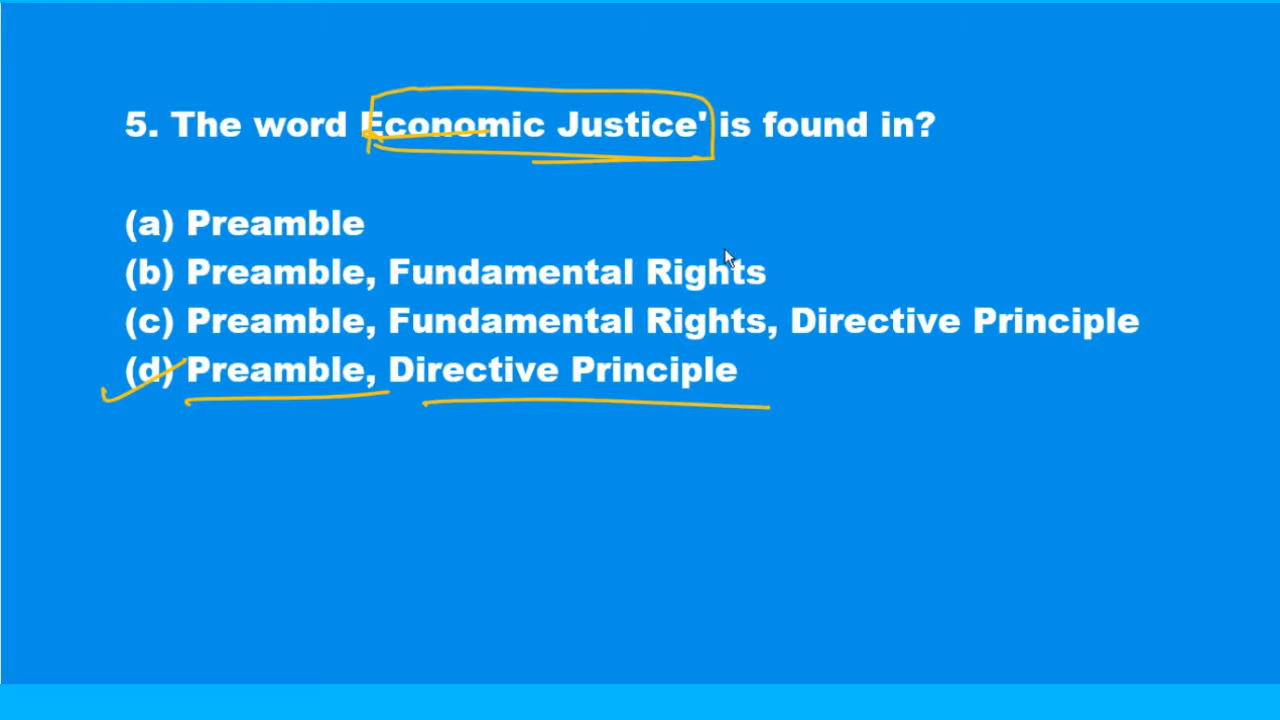 5. The word Economic Justice' is found in?
(a) Preamble
(b) Preamble, Fundamental Rights
(c) Preamble, Fundamental Rights, Directive Principle
(d) Preamble, Directive Principle